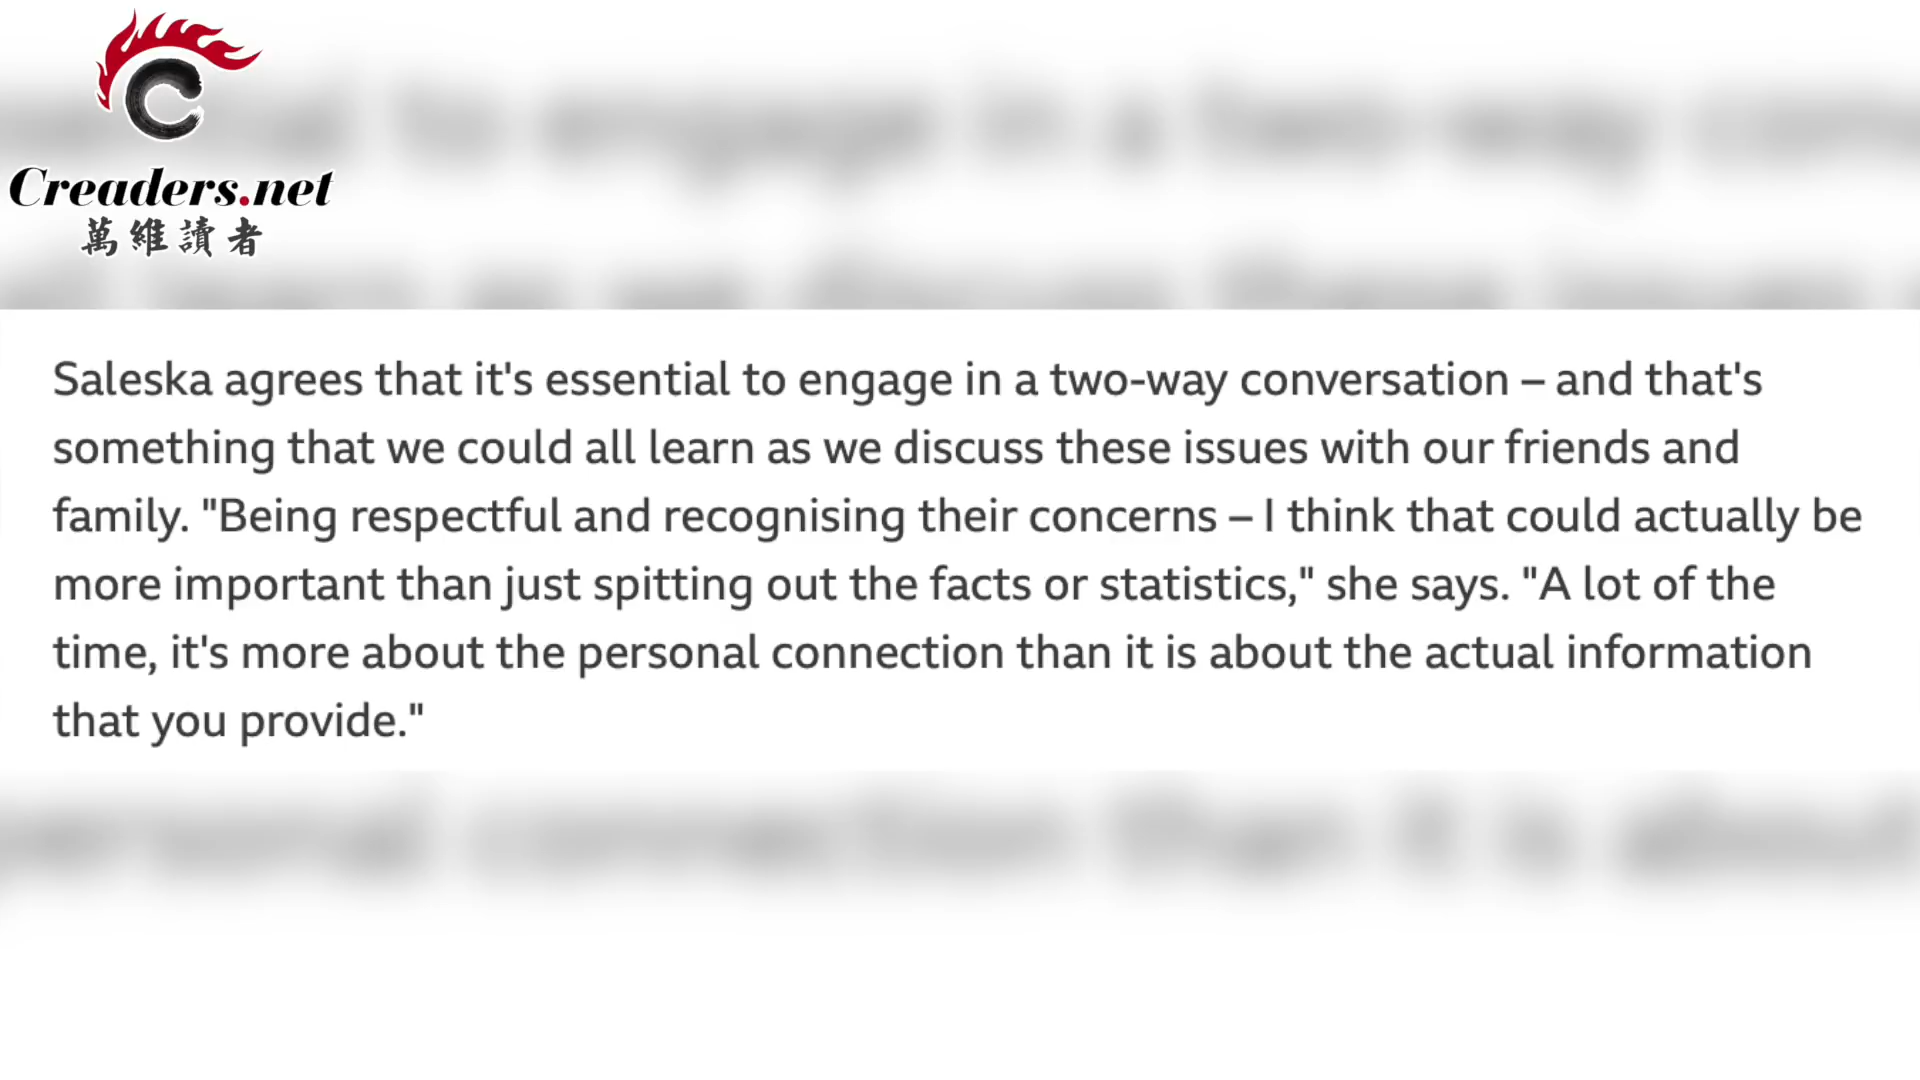 Creaders.net
萬維讀者
Saleska agrees that it's essential to engage in a two-way conversation – and that's
something that we could all learn as we discuss these issues with our friends and
family. "Being respectful and recognising their concerns – I think that could actually be
more important than just spitting out the facts or statistics," she says. "A lot of the
time, it's more about the personal connection than it is about the actual information
that you provide."